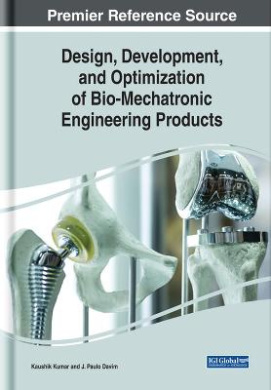 Premier Reference Source
Design, Development,
and Optimization
of Bio-Mechatronic
Engineering Products
Kaushik Kumar and J. Paulo Davim
IGI Global